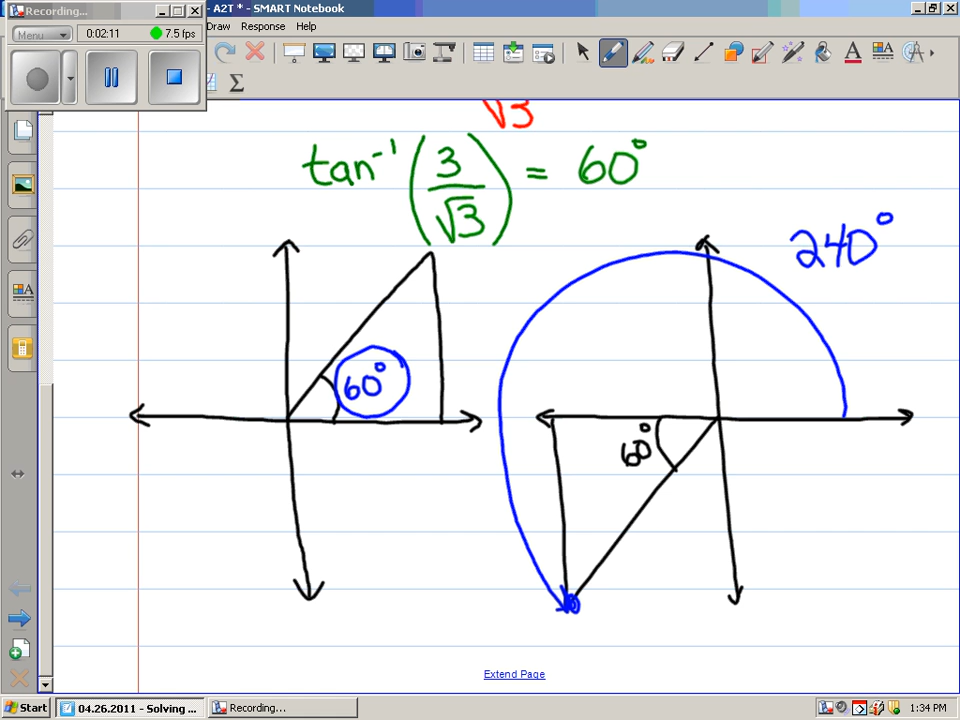 Recording...
- A2T * - SMART Notebook
Menu
0:02:11
7.5 fps
Draw Response Help
Σ
A
√3
tan⁻¹ (3/√3) = 60°
240°
60°
60°
Extend Page
Start
04.26.2011 - Solving ...
Recording...
1:34 PM